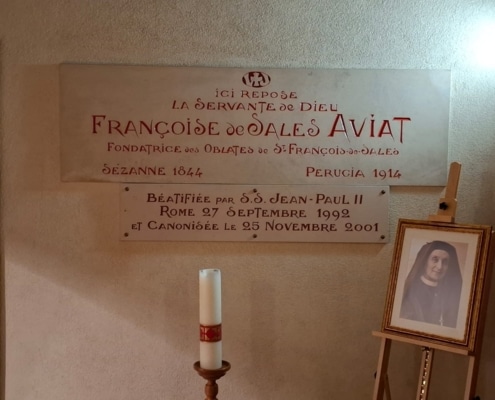 ICI REPOSE
LA SERVANTE DE DIEU
FRANÇOISE DE SALES AVIAT
FONDATRICE DES OBLATES DE ST-FRANÇOIS-DE-SALES
SÉZANNE 1844 PERUGIA 1914
BÉATIFIÉE PAR S.S. JEAN-PAUL II
ROME 27 SEPTEMBRE 1992
ET CANONISÉE LE 25 NOVEMBRE 2001